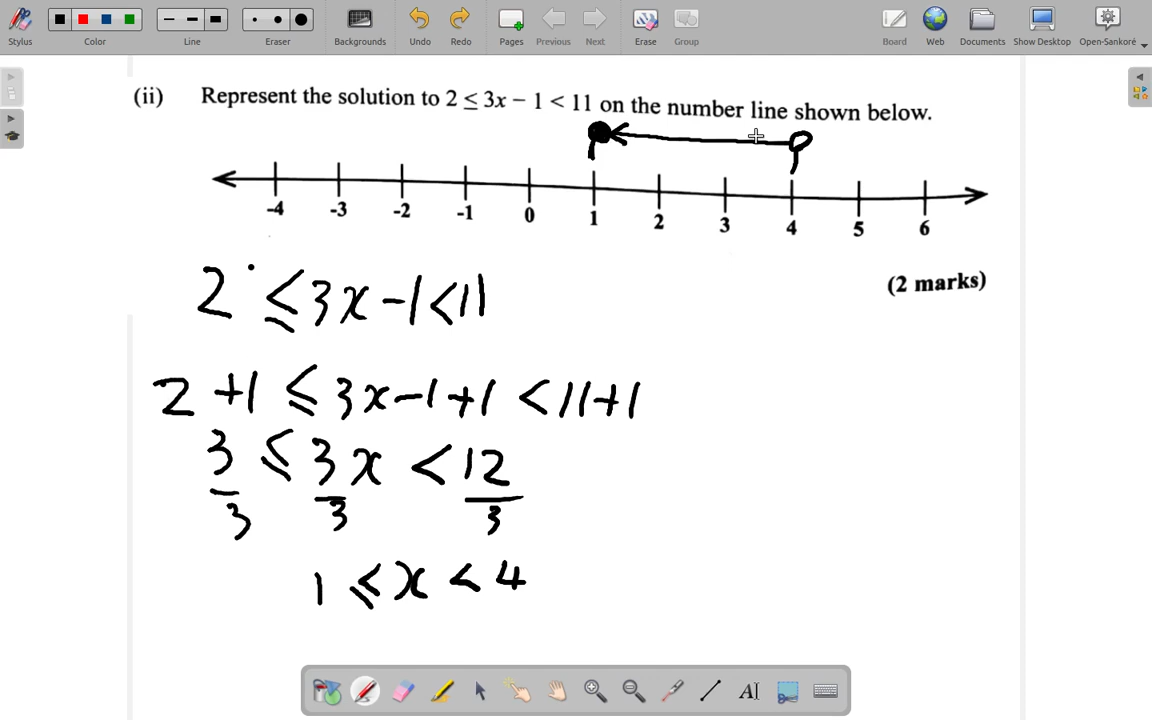 Stylus Color Line Eraser Backgrounds Undo Redo Pages Previous Next Erase Group Board Web Documents Show Desktop Open-Sankoré
(ii) Represent the solution to 2 ≤ 3x − 1 < 11 on the number line shown below.
-4 -3 -2 -1 0 1 2 3 4 5 6
(2 marks)
2 ≤ 3x - 1 < 11
2 + 1 ≤ 3x - 1 + 1 < 11 + 1
3 ≤ 3x < 12
3 3 3
1 ≤ x < 4